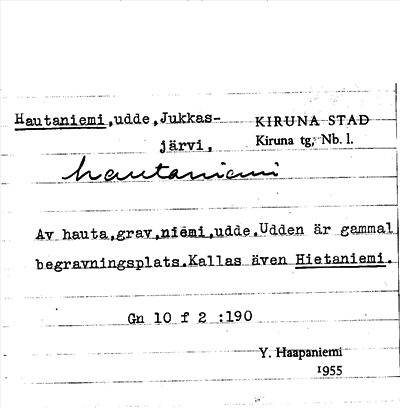 Hautaniemi,udde,Jukkas- KIRUNA STAD
järvi, Kiruna tg, Nb. l.
hautaniemi
Av hauta,grav,niemi,udde.Udden är gammal
begravningsplats.Kallas även Hietaniemi.
Gn 10 f 2 :190
Y. Haapaniemi
1955